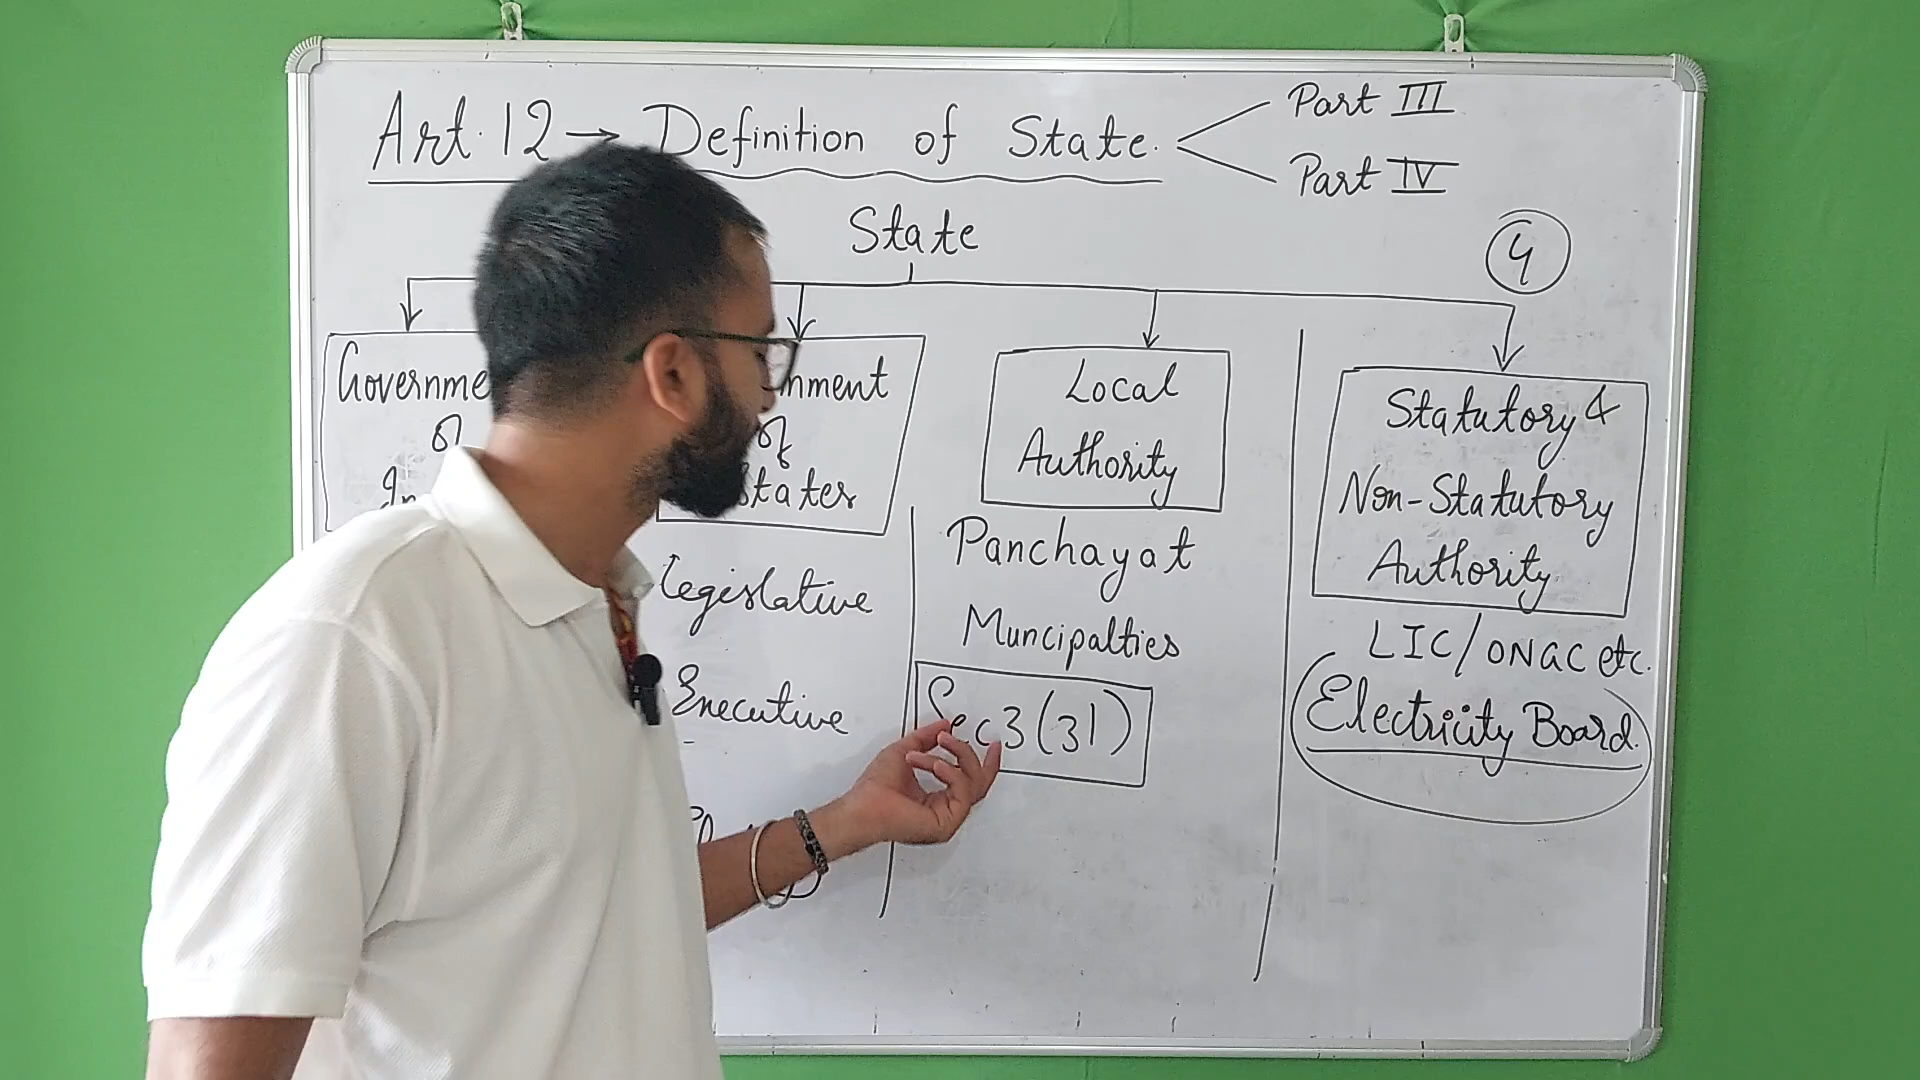 Art. 12 → Definition of State.
Part III
Part IV
State
4
Governme
of
In
nment
of
States
Legislative
Executive
Local
Authority
Panchayat
Muncipalties
Sec 3 (31)
Statutory &
Non-Statutory
Authority
LIC/ONGC etc.
Electricity Board.